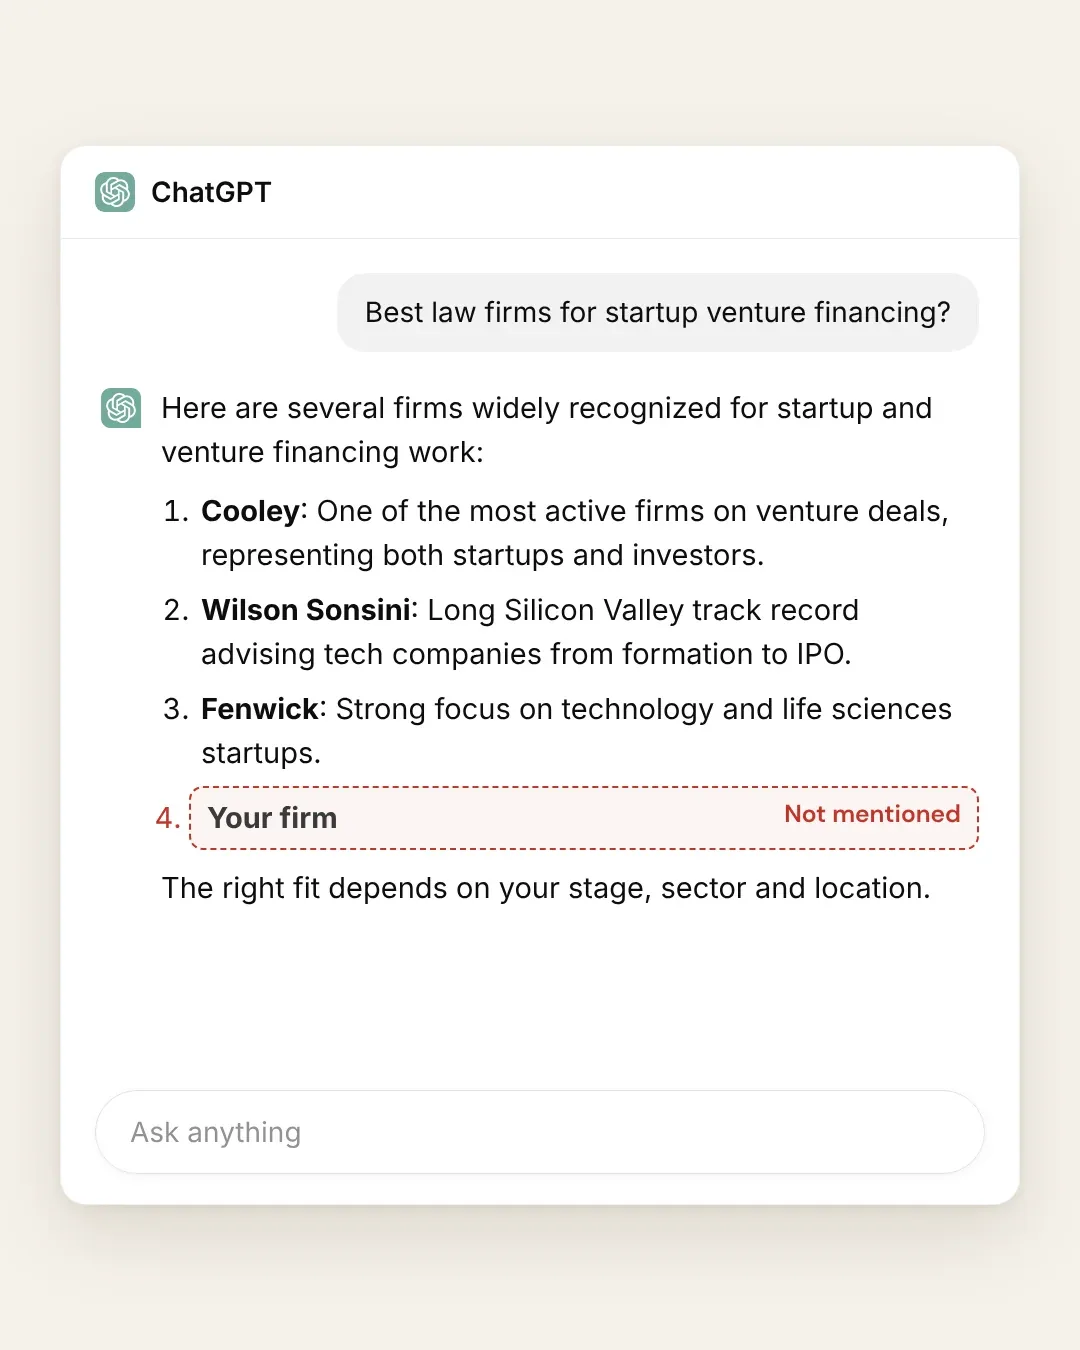 ChatGPT
Best law firms for startup venture financing?
Here are several firms widely recognized for startup and
venture financing work:
1. Cooley: One of the most active firms on venture deals,
representing both startups and investors.
2. Wilson Sonsini: Long Silicon Valley track record
advising tech companies from formation to IPO.
3. Fenwick: Strong focus on technology and life sciences
startups.
4. Your firm Not mentioned
The right fit depends on your stage, sector and location.
Ask anything